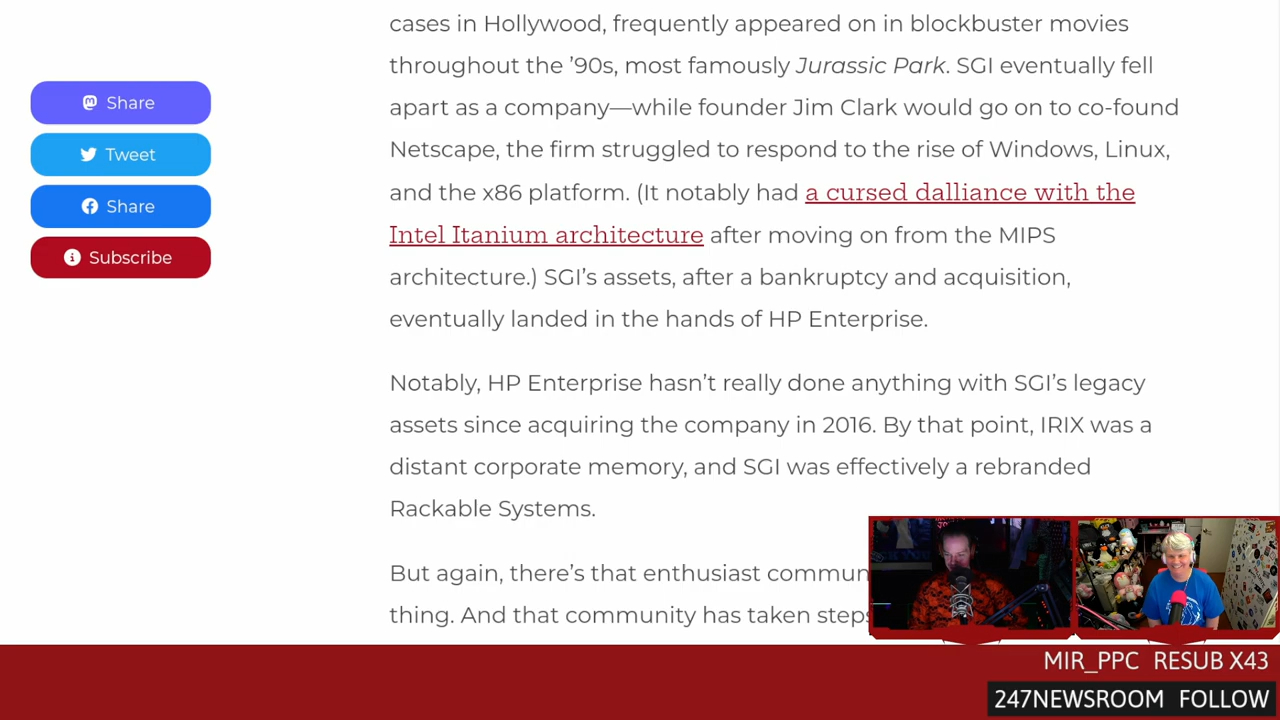 cases in Hollywood, frequently appeared on in blockbuster movies
throughout the ’90s, most famously Jurassic Park. SGI eventually fell
apart as a company—while founder Jim Clark would go on to co-found
Netscape, the firm struggled to respond to the rise of Windows, Linux,
and the x86 platform. (It notably had a cursed dalliance with the
Intel Itanium architecture after moving on from the MIPS
architecture.) SGI’s assets, after a bankruptcy and acquisition,
eventually landed in the hands of HP Enterprise.
Notably, HP Enterprise hasn’t really done anything with SGI’s legacy
assets since acquiring the company in 2016. By that point, IRIX was a
distant corporate memory, and SGI was effectively a rebranded
Rackable Systems.
But again, there’s that enthusiast commun
thing. And that community has taken steps
Share
Tweet
Share
Subscribe
MIR_PPC RESUB X43
247NEWSROOM FOLLOW